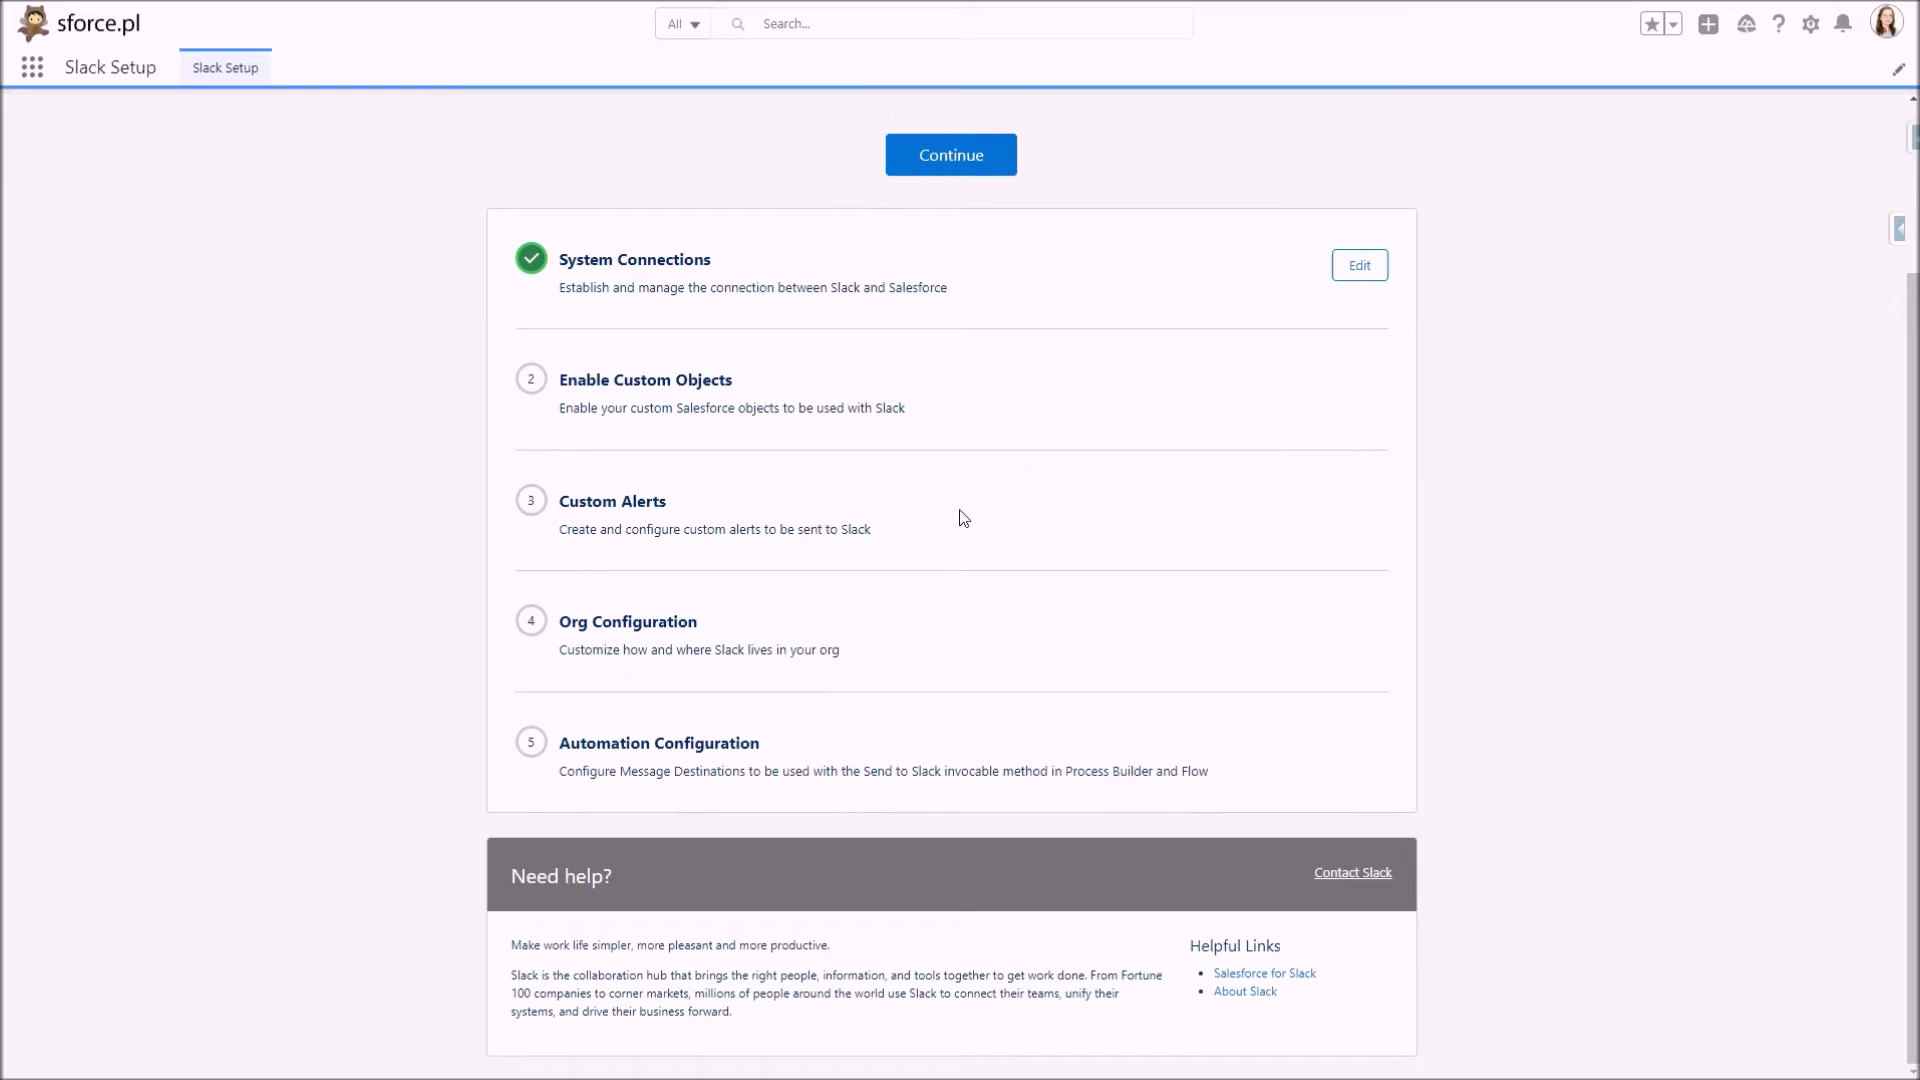 sforce.pl
All
Search...
Slack Setup
Slack Setup
Continue
System Connections
Edit
Establish and manage the connection between Slack and Salesforce
2
Enable Custom Objects
Enable your custom Salesforce objects to be used with Slack
3
Custom Alerts
Create and configure custom alerts to be sent to Slack
4
Org Configuration
Customize how and where Slack lives in your org
5
Automation Configuration
Configure Message Destinations to be used with the Send to Slack invocable method in Process Builder and Flow
Need help?
Contact Slack
Make work life simpler, more pleasant and more productive.
Slack is the collaboration hub that brings the right people, information, and tools together to get work done. From Fortune
100 companies to corner markets, millions of people around the world use Slack to connect their teams, unify their
systems, and drive their business forward.
Helpful Links
Salesforce for Slack
About Slack